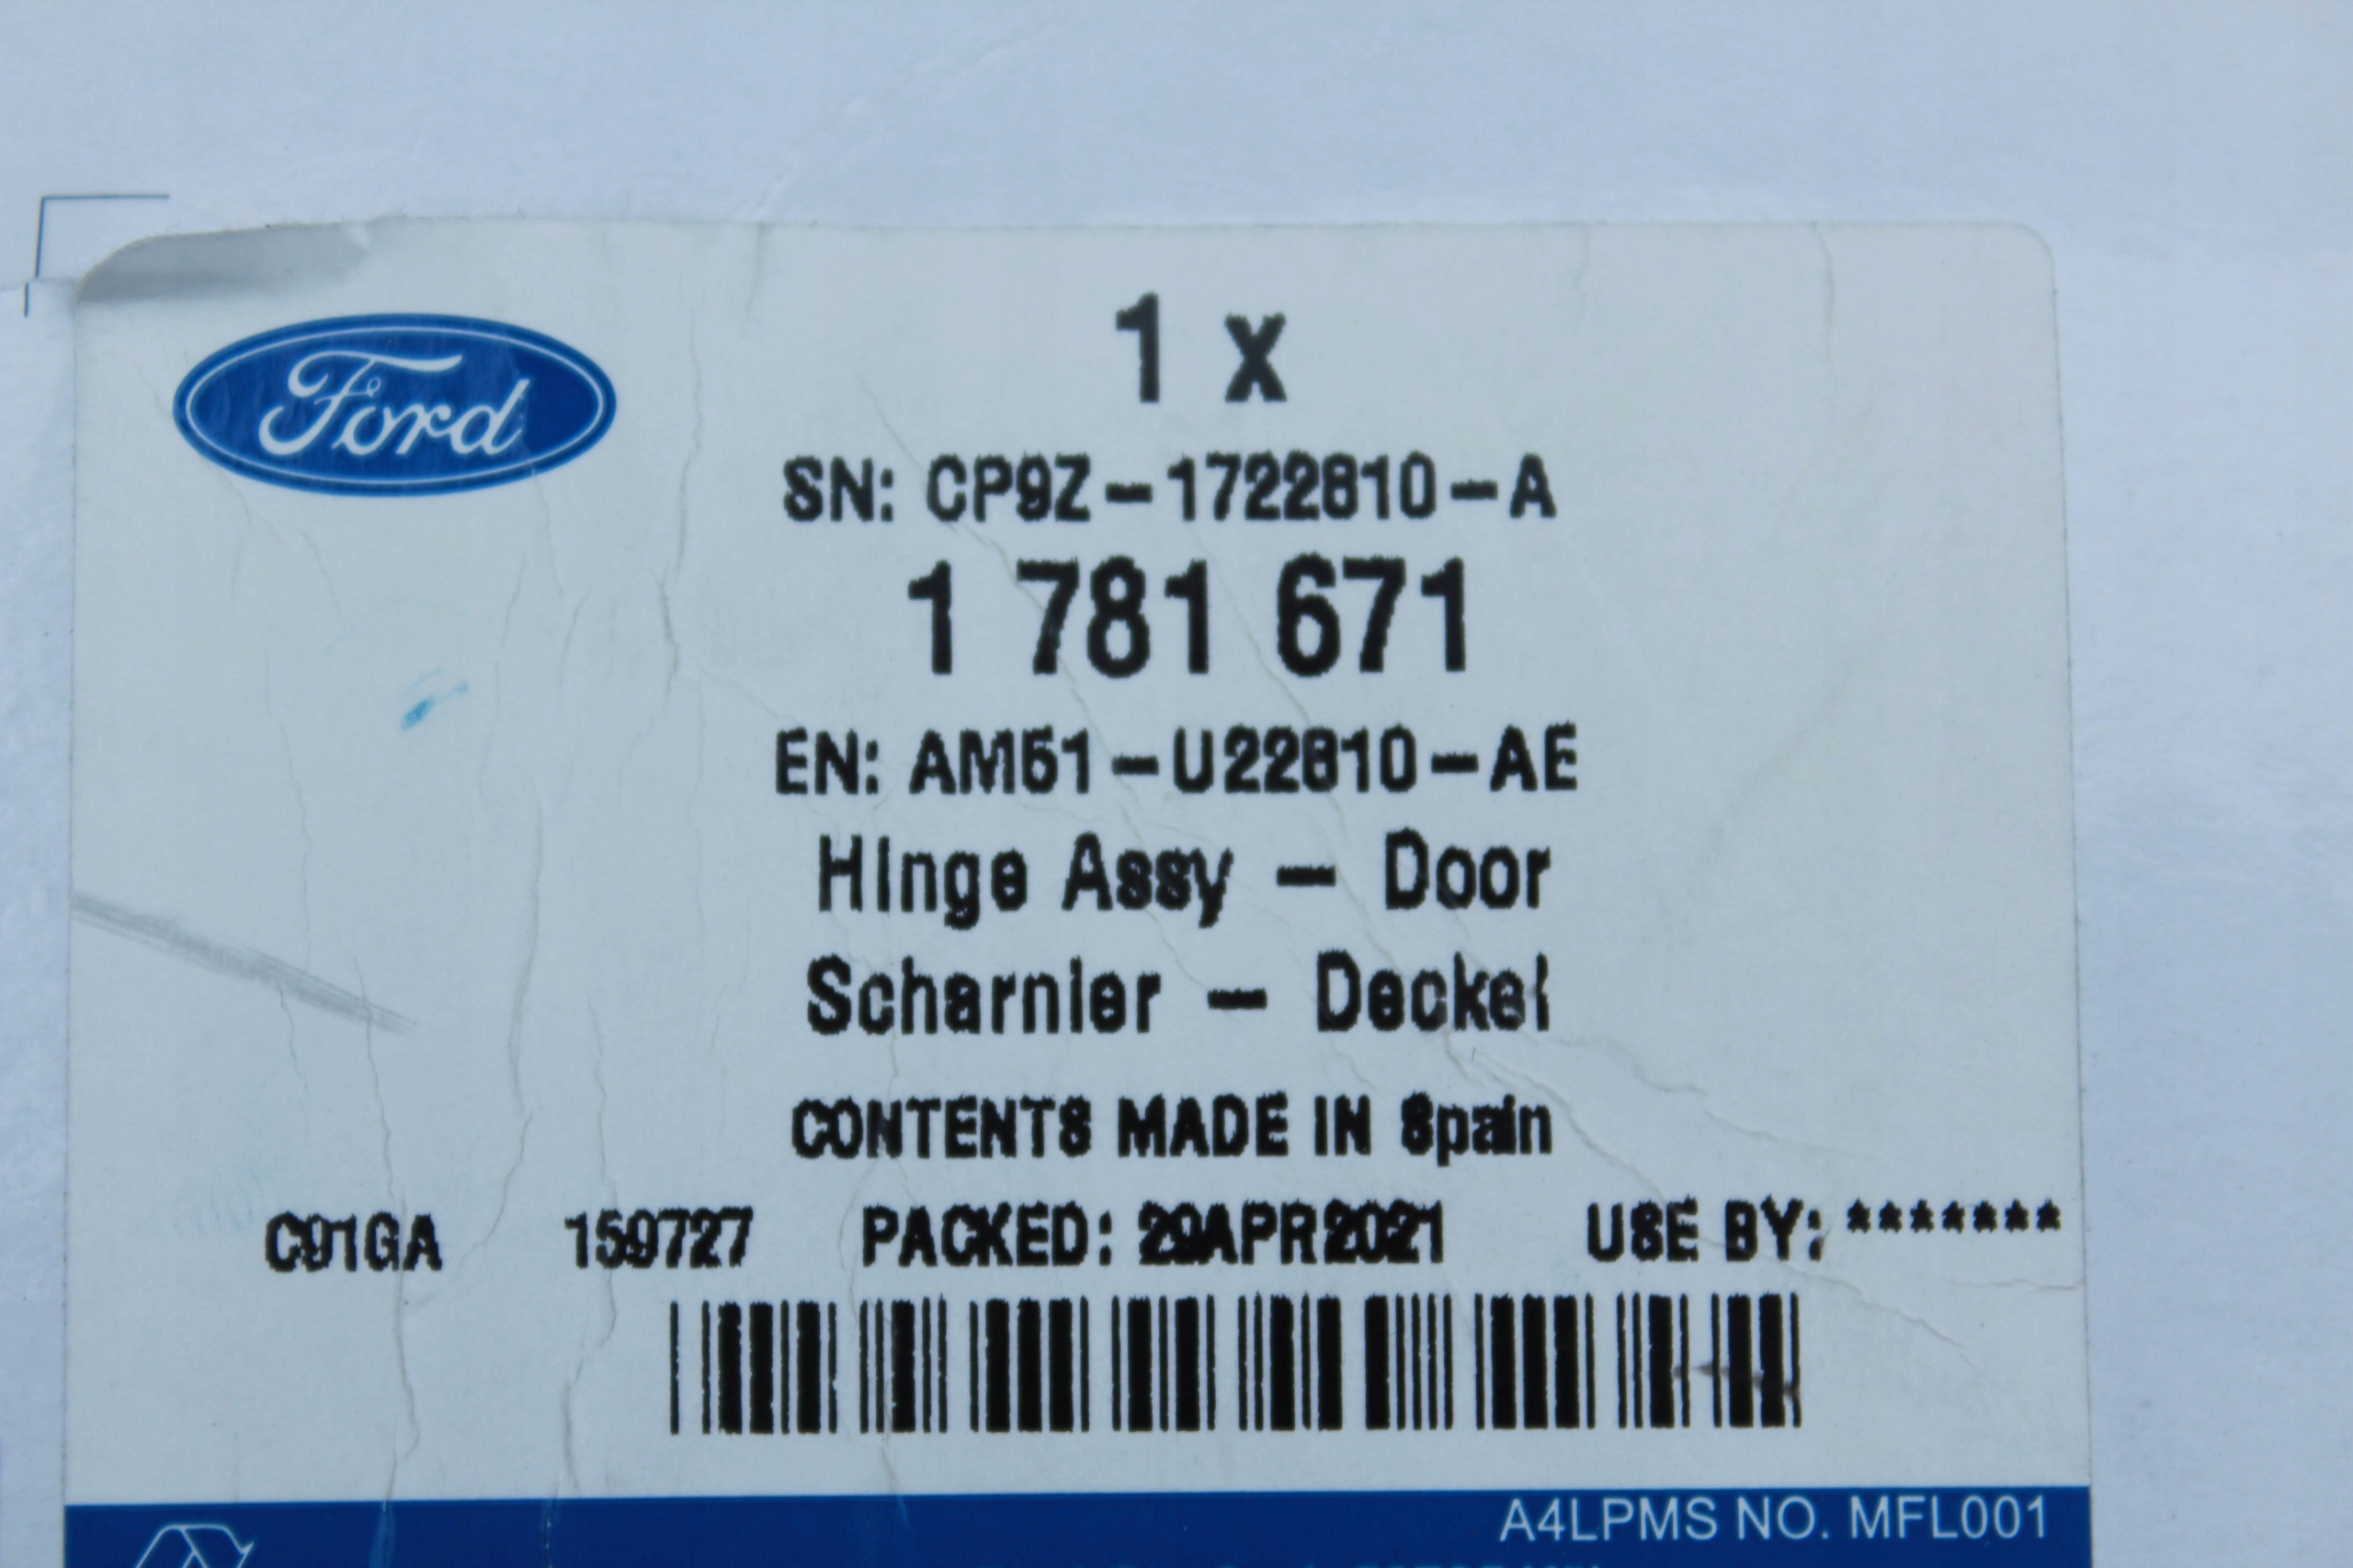 Ford
1 x
SN: CP9Z-1722810-A
1 781 671
EN: AM51-U22810-AE
Hinge Assy - Door
Scharnier - Deckel
CONTENTS MADE IN Spain
C91GA 159727 PACKED: 29APR2021 USE BY: *******
A4LPMS NO. MFL001